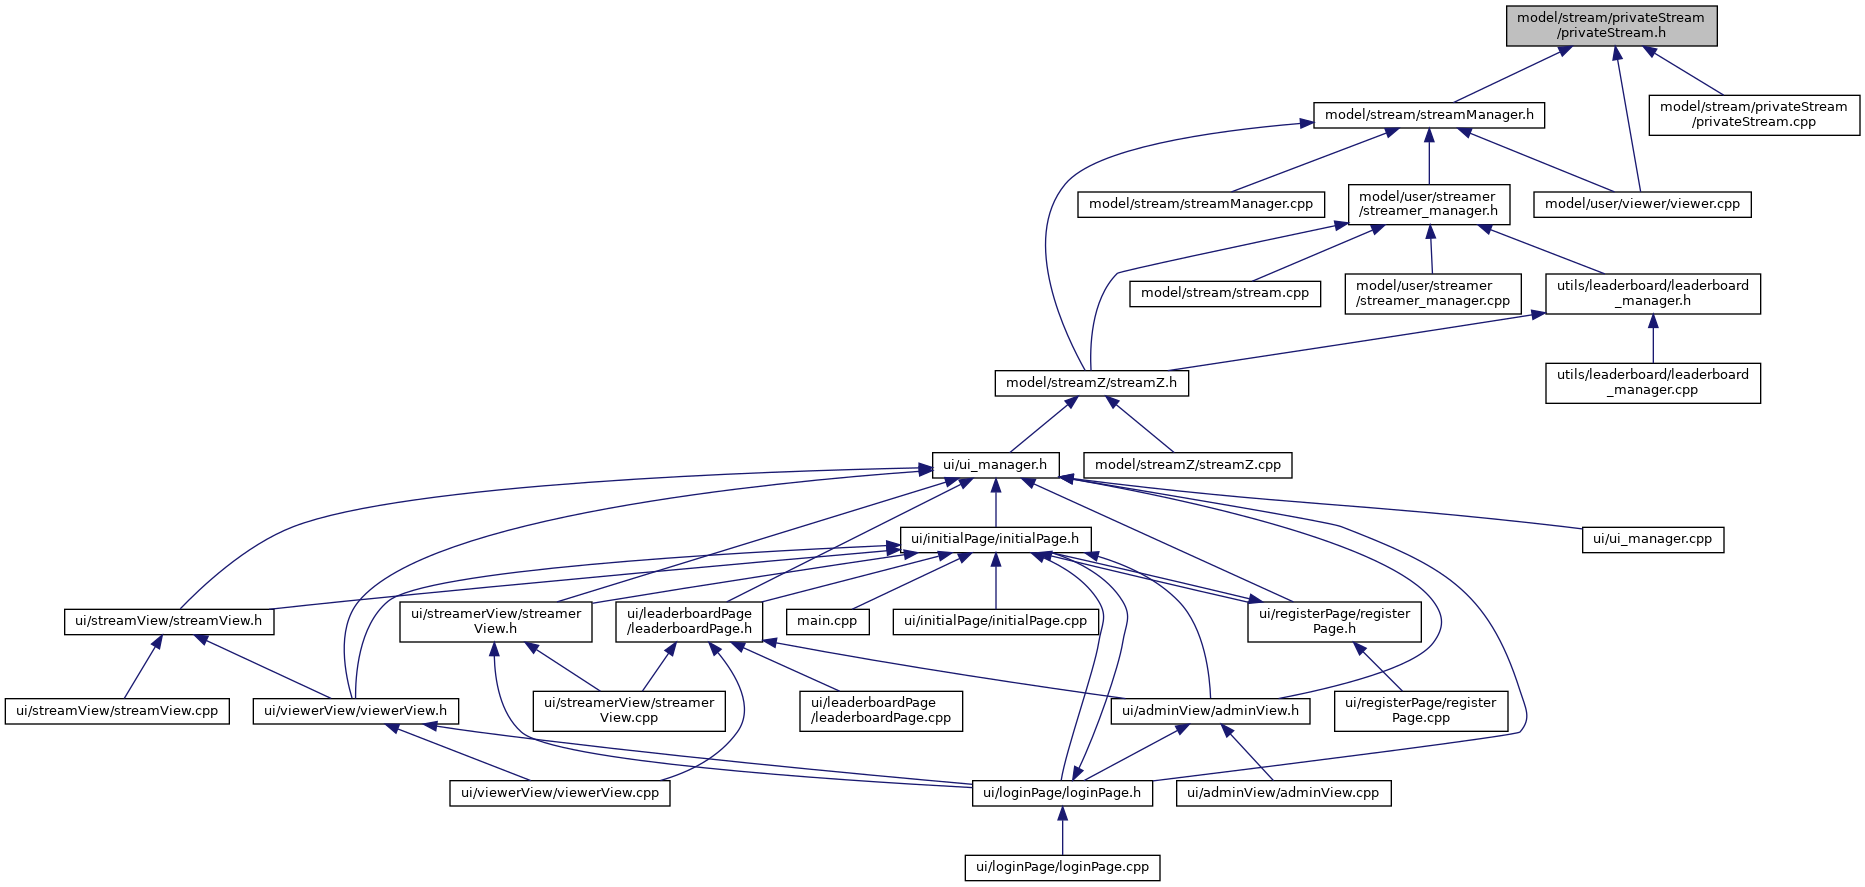 model/stream/privateStream
/privateStream.h
model/stream/streamManager.h
model/stream/privateStream
/privateStream.cpp
model/stream/streamManager.cpp
model/user/streamer
/streamer_manager.h
model/user/viewer/viewer.cpp
model/stream/stream.cpp
model/user/streamer
/streamer_manager.cpp
utils/leaderboard/leaderboard
_manager.h
model/streamZ/streamZ.h
utils/leaderboard/leaderboard
_manager.cpp
ui/ui_manager.h
model/streamZ/streamZ.cpp
ui/initialPage/initialPage.h
ui/ui_manager.cpp
ui/streamView/streamView.h
ui/streamerView/streamer
View.h
ui/leaderboardPage
/leaderboardPage.h
main.cpp
ui/initialPage/initialPage.cpp
ui/registerPage/register
Page.h
ui/streamView/streamView.cpp
ui/viewerView/viewerView.h
ui/streamerView/streamer
View.cpp
ui/leaderboardPage
/leaderboardPage.cpp
ui/adminView/adminView.h
ui/registerPage/register
Page.cpp
ui/viewerView/viewerView.cpp
ui/loginPage/loginPage.h
ui/adminView/adminView.cpp
ui/loginPage/loginPage.cpp